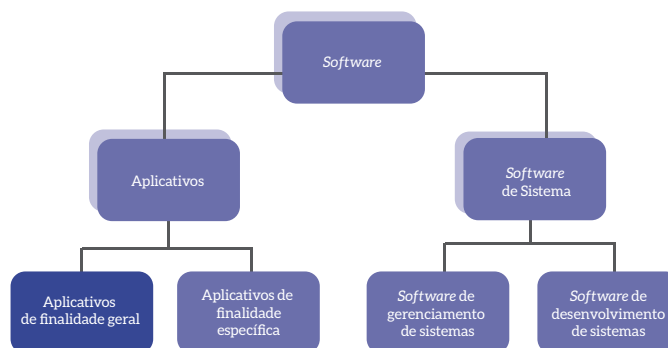 Software
Aplicativos
Software
de Sistema
Aplicativos
de finalidade geral
Aplicativos de
finalidade
específica
Software de
gerenciamento
de sistemas
Software de
desenvolvimento
de sistemas